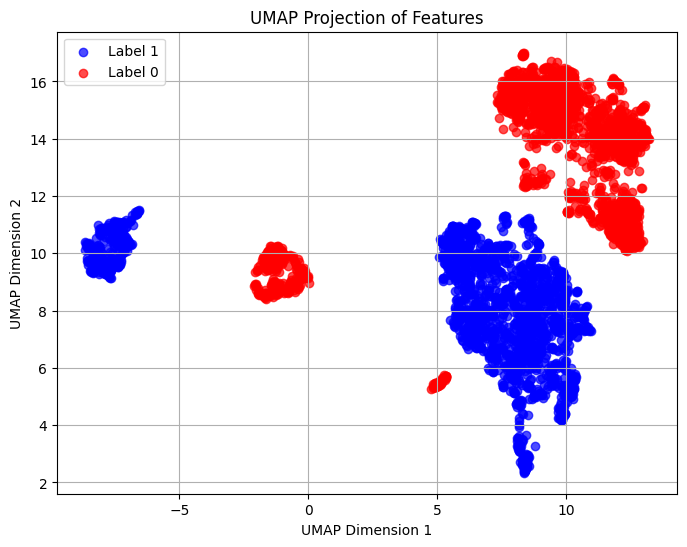 UMAP Projection of Features
Label 1
Label 0
16
14
12
10
8
6
4
2
UMAP Dimension 2
−5
0
5
10
UMAP Dimension 1